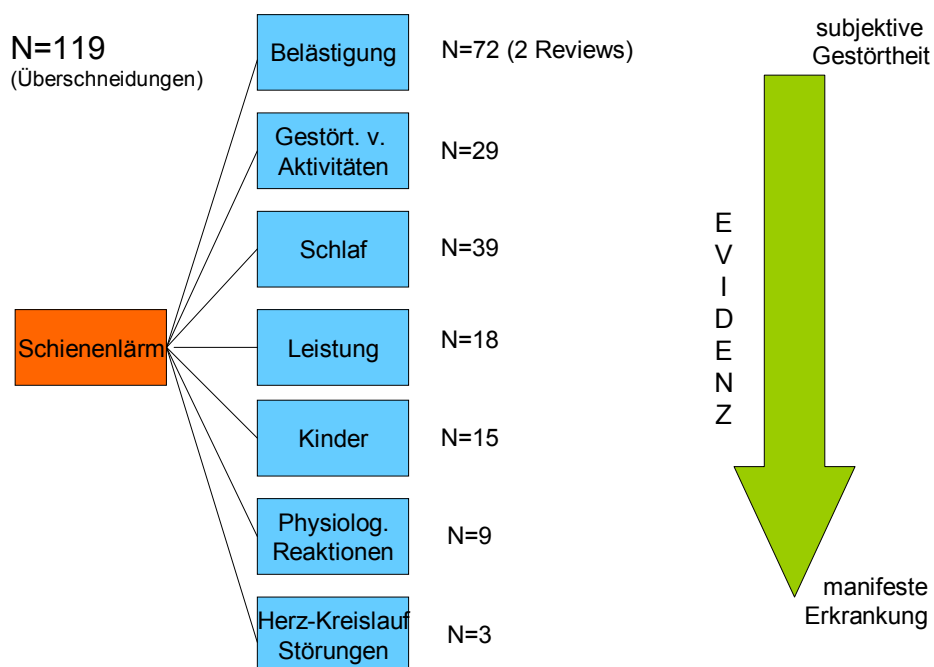 N=119
(Überschneidungen)
Belästigung
N=72 (2 Reviews)
subjektive
Gestörtheit
Gestört. v.
Aktivitäten
N=29
Schlaf
N=39
Schienenlärm
Leistung
N=18
Kinder
N=15
Physiolog.
Reaktionen
N=9
Herz-Kreislauf
Störungen
N=3
E
V
I
D
E
N
Z
manifeste
Erkrankung